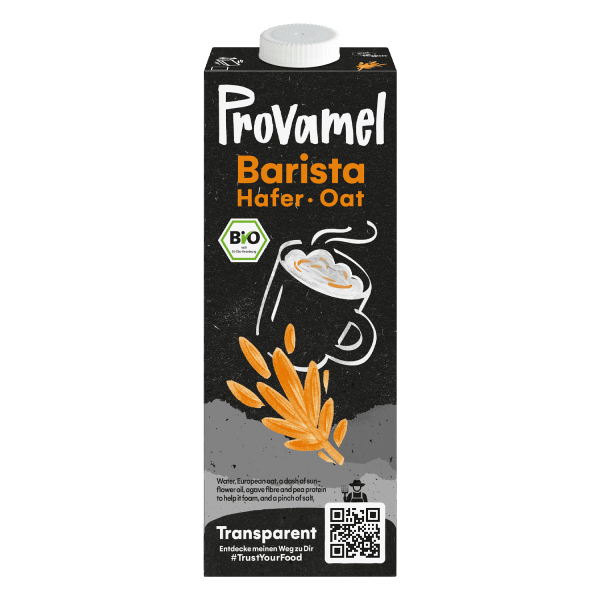 Provamel
Barista
Hafer · Oat
BIO
Water, European oat, a dash of sun-
flower oil, agave fibre and pea protein
to help it foam, and a pinch of salt.
Transparent
Entdecke meinen Weg zu Dir
#TrustYourFood